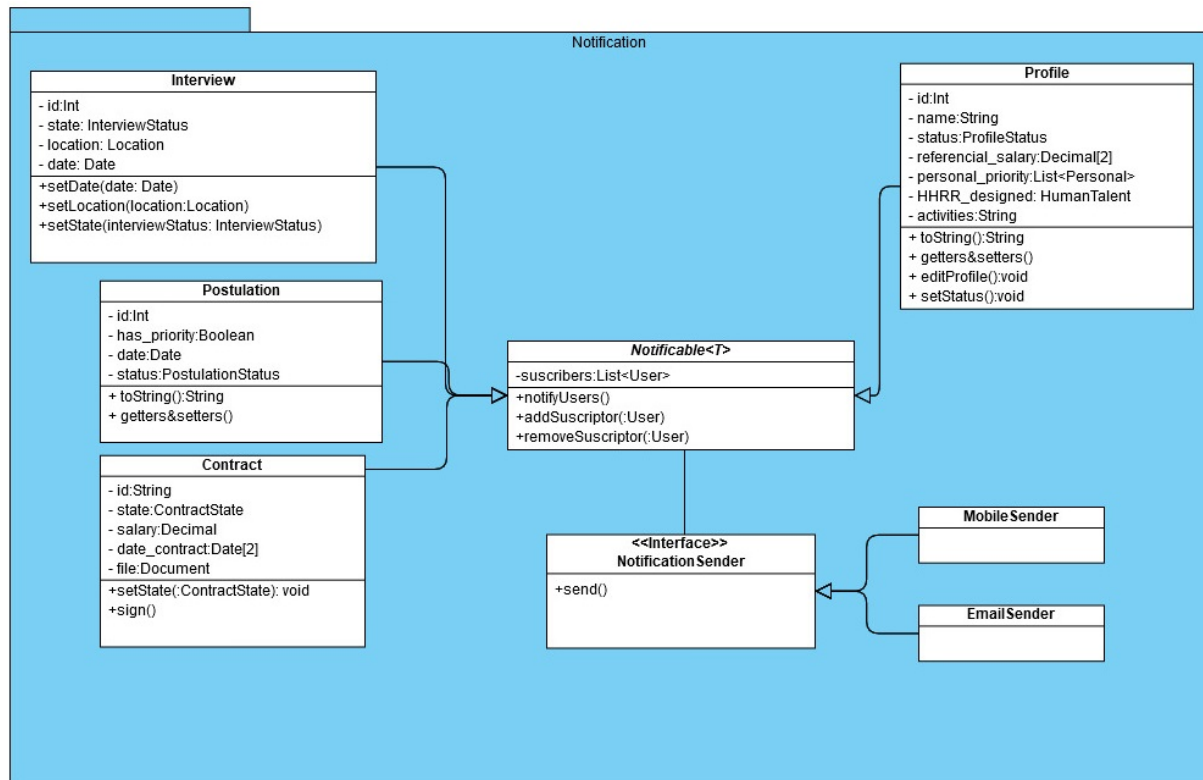 Notification
Interview
- id:Int
- state: InterviewStatus
- location: Location
- date: Date
+setDate(date: Date)
+setLocation(location:Location)
+setState(interviewStatus: InterviewStatus)
Profile
- id:Int
- name:String
- status:ProfileStatus
- referencial_salary:Decimal[2]
- personal_priority:List<Personal>
- HHRR_designed: HumanTalent
- activities:String
+ toString():String
+ getters&setters()
+ editProfile():void
+ setStatus():void
Postulation
- id:Int
- has_priority:Boolean
- date:Date
- status:PostulationStatus
+ toString():String
+ getters&setters()
Notificable<T>
-suscribers:List<User>
+notifyUsers()
+addSuscriptor(:User)
+removeSuscriptor(:User)
Contract
- id:String
- state:ContractState
- salary:Decimal
- date_contract:Date[2]
- file:Document
+setState(:ContractState): void
+sign()
<<Interface>>
NotificationSender
+send()
MobileSender
EmailSender